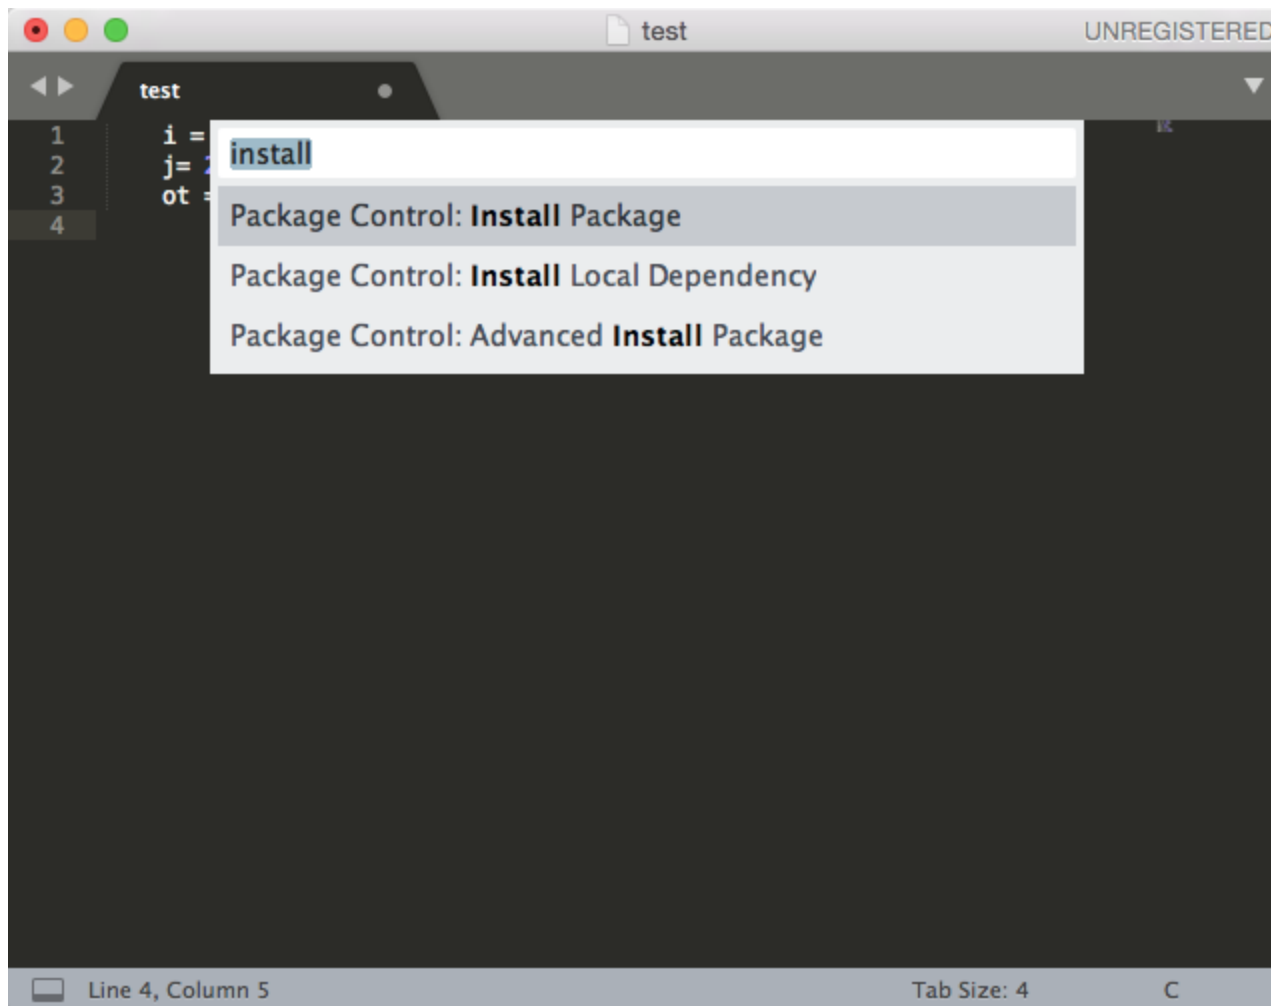 test
UNREGISTERED
test
1 i =
2 j=
3 ot =
4
install
Package Control: Install Package
Package Control: Install Local Dependency
Package Control: Advanced Install Package
Line 4, Column 5
Tab Size: 4
C